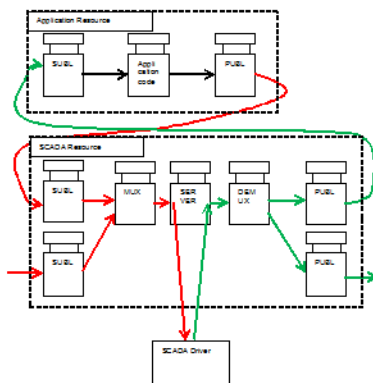 Application Resource
SUBL
Appli
cation
code
PUBL
SCADA Resource
SUBL
MUX
SER
VER
DEM
UX
PUBL
SUBL
PUBL
SCADA Driver